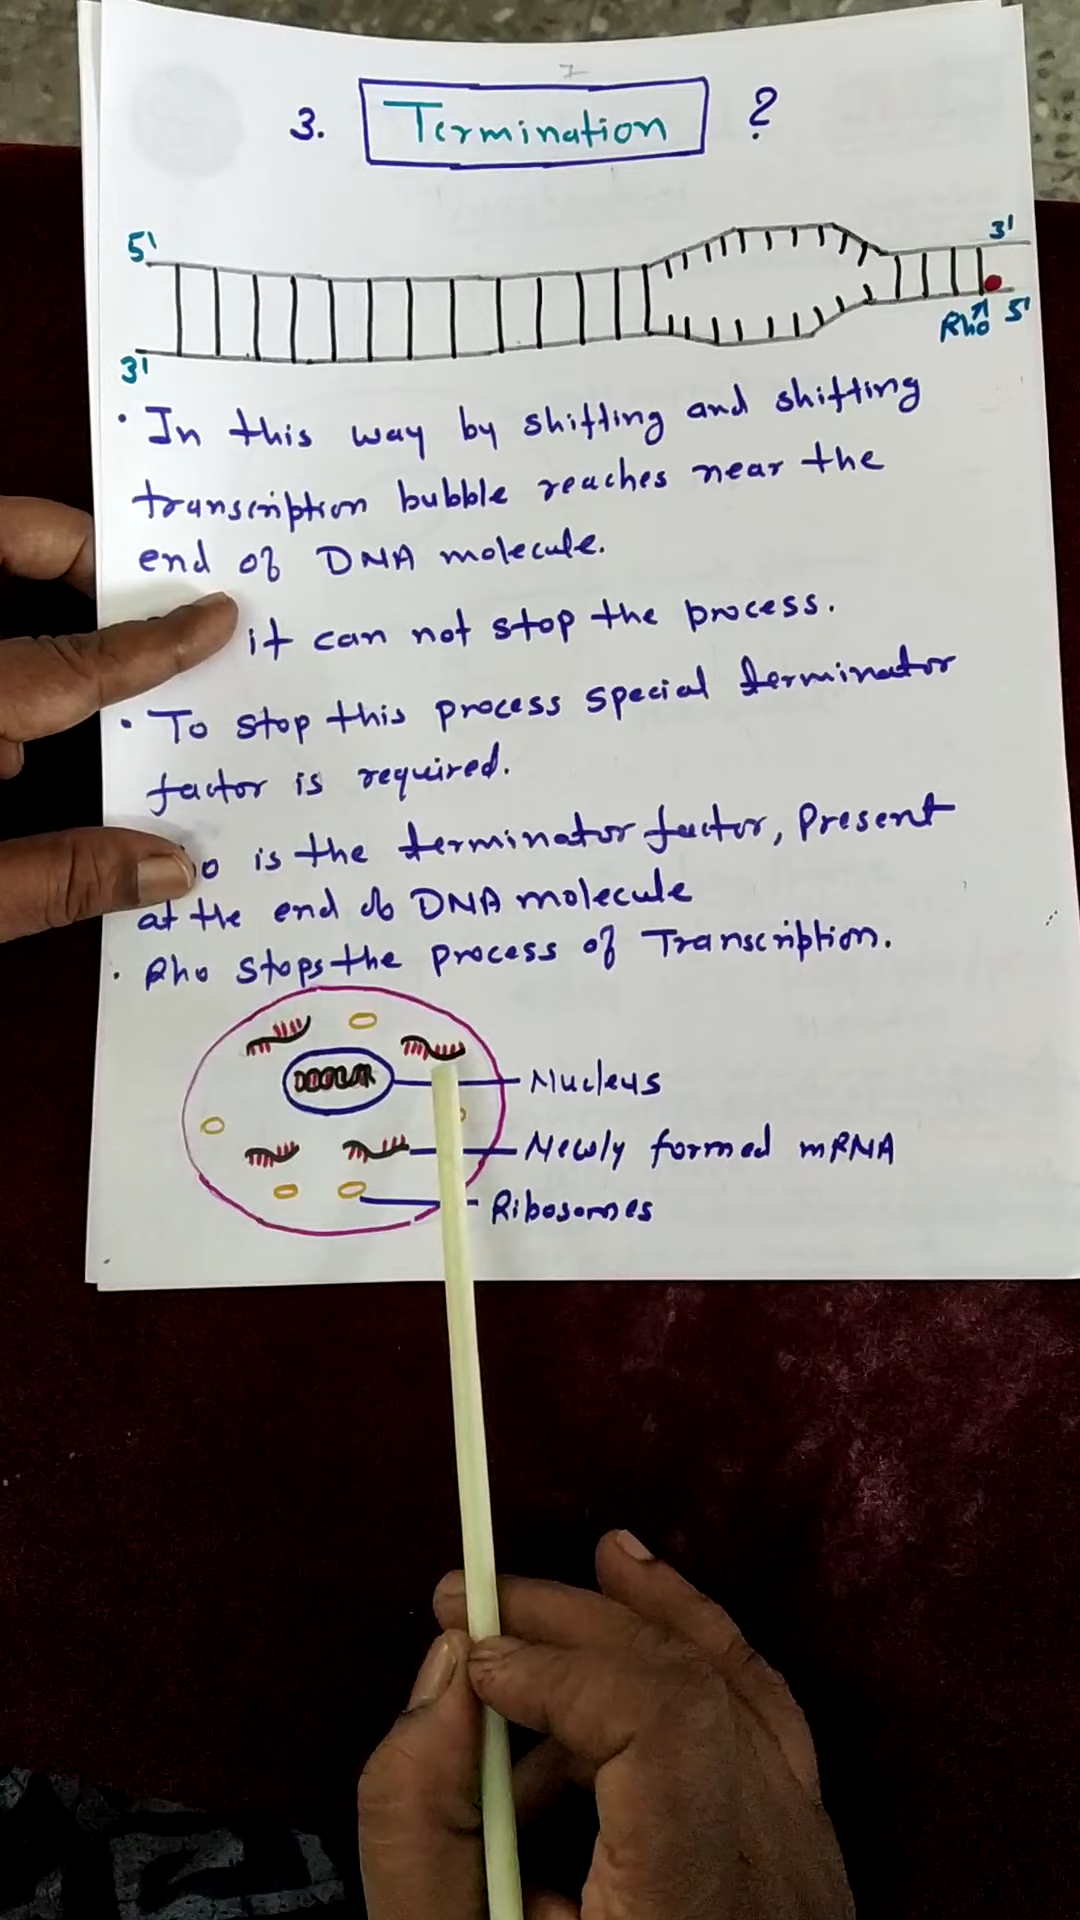 3. Termination ?
5' 3'
3' Rho 5'
• In this way by shifting and shifting
transcription bubble reaches near the
end of DNA molecule.
it can not stop the process.
• To stop this process special terminator
factor is required.
is the terminator factor, Present
at the end of DNA molecule
• Rho stops the process of Transcription.
Nucleus
Newly formed mRNA
Ribosomes